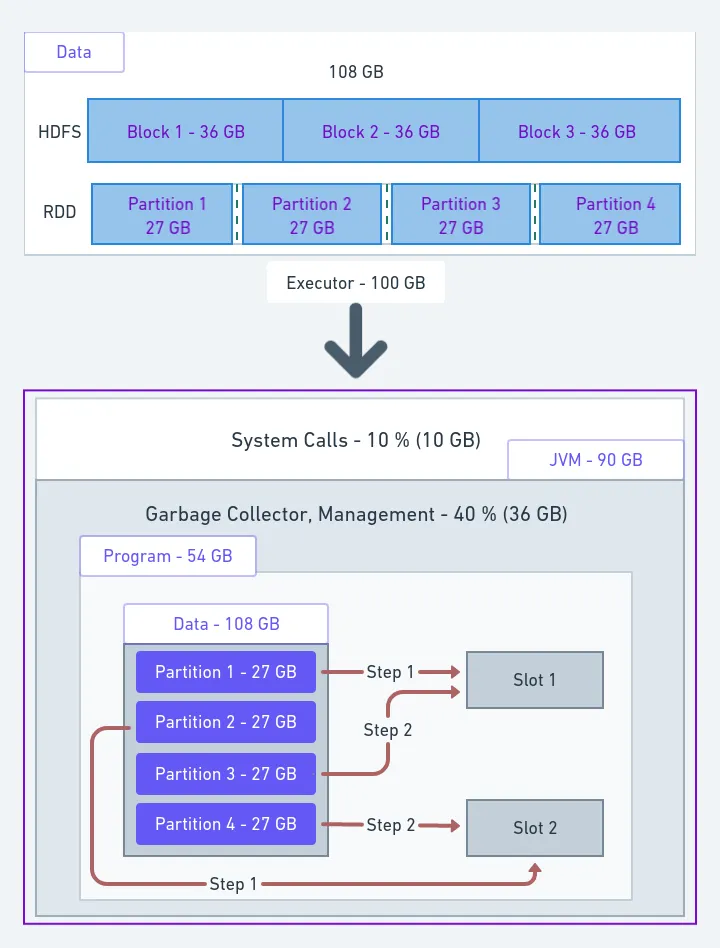 Data
108 GB
HDFS
Block 1 - 36 GB
Block 2 - 36 GB
Block 3 - 36 GB
RDD
Partition 1
27 GB
Partition 2
27 GB
Partition 3
27 GB
Partition 4
27 GB
Executor - 100 GB
System Calls - 10 % (10 GB)
JVM - 90 GB
Garbage Collector, Management - 40 % (36 GB)
Program - 54 GB
Data - 108 GB
Partition 1 - 27 GB
Step 1
Slot 1
Partition 2 - 27 GB
Step 2
Partition 3 - 27 GB
Partition 4 - 27 GB
Step 2
Slot 2
Step 1